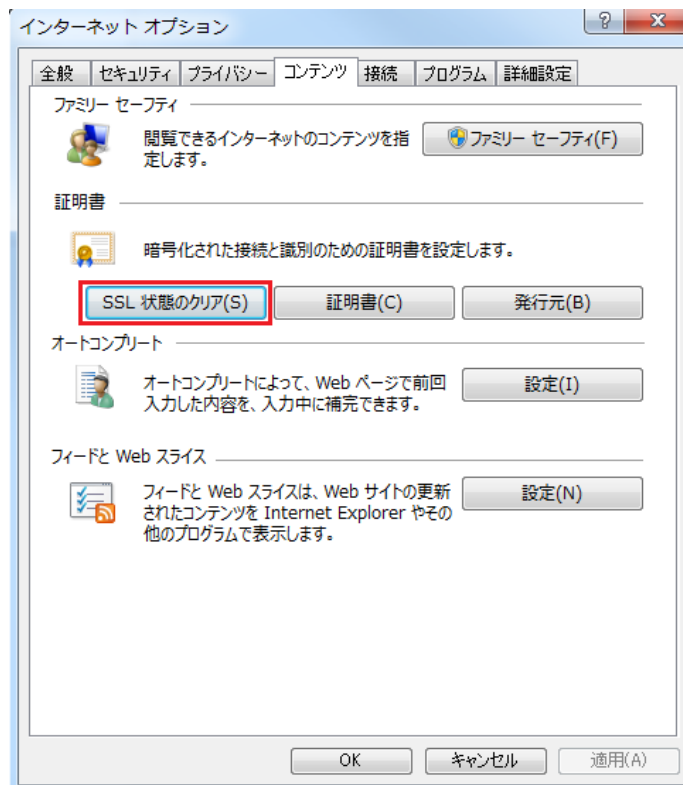 インターネット オプション
全般 セキュリティ プライバシー コンテンツ 接続 プログラム 詳細設定
ファミリー セーフティ
閲覧できるインターネットのコンテンツを指
定します。
ファミリー セーフティ(F)
証明書
暗号化された接続と識別のための証明書を設定します。
SSL 状態のクリア(S) 証明書(C) 発行元(B)
オートコンプリート
オートコンプリートによって、Web ページで前回
入力した内容を、入力中に補完できます。
設定(I)
フィードと Web スライス
フィードと Web スライスは、Web サイトの更新
されたコンテンツを Internet Explorer やその
他のプログラムで表示します。
設定(N)
OK キャンセル 適用(A)